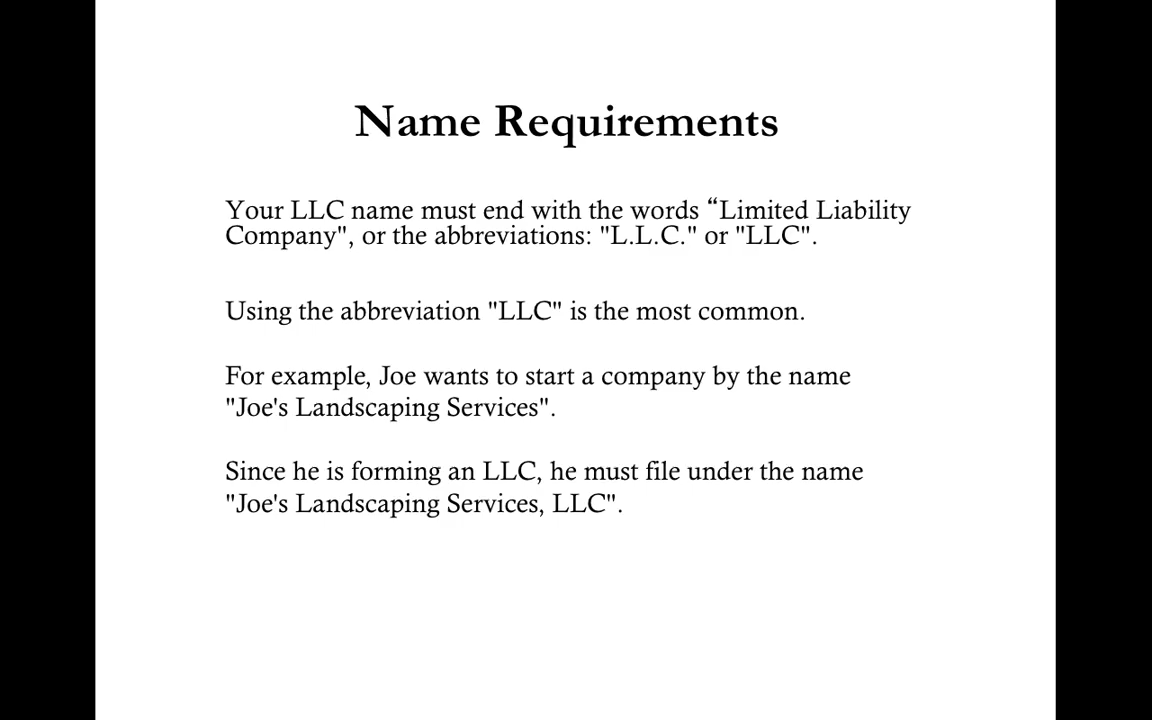 Name Requirements
Your LLC name must end with the words “Limited Liability
Company", or the abbreviations: "L.L.C." or "LLC".
Using the abbreviation "LLC" is the most common.
For example, Joe wants to start a company by the name
"Joe's Landscaping Services".
Since he is forming an LLC, he must file under the name
"Joe's Landscaping Services, LLC".